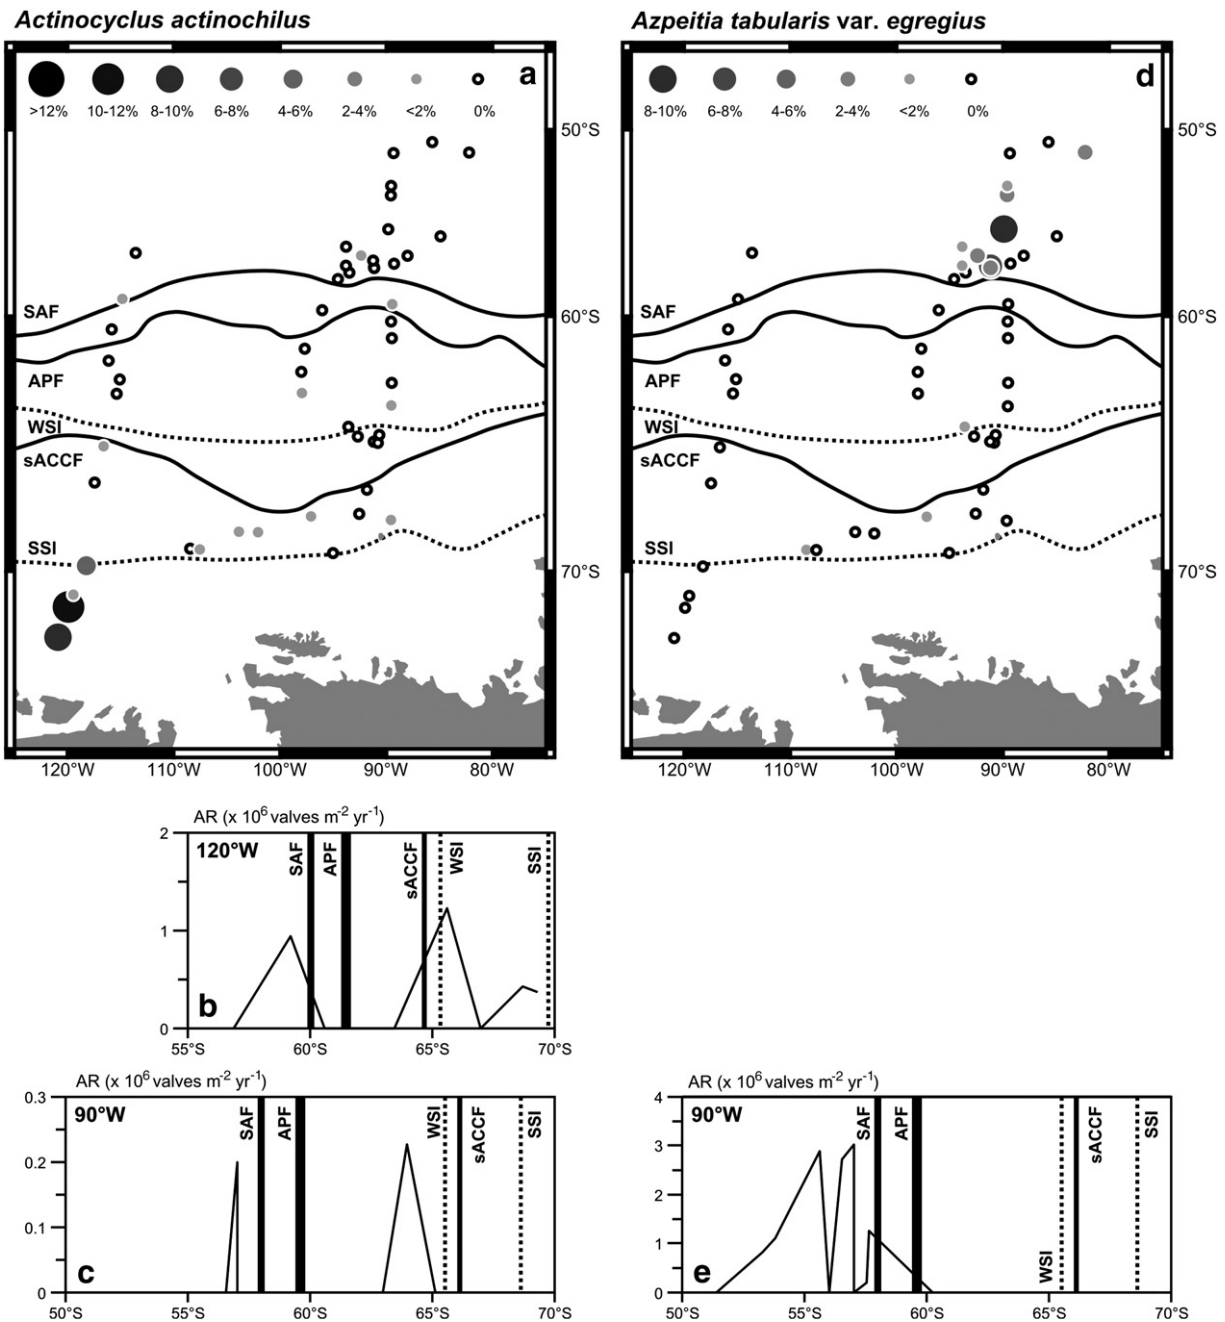 Actinocyclus actinochilus
a
>12% 10-12% 8-10% 6-8% 4-6% 2-4% <2% 0%
50°S
SAF
60°S
APF
WSI
sACCF
SSI
70°S
120°W 110°W 100°W 90°W 80°W
Azpeitia tabularis var. egregius
d
8-10% 6-8% 4-6% 2-4% <2% 0%
50°S
SAF
60°S
APF
WSI
sACCF
SSI
70°S
120°W 110°W 100°W 90°W 80°W
AR (x 10⁶ valves m⁻² yr⁻¹)
2
120°W
SAF
APF
sACCF
WSI
SSI
1
b
0
55°S 60°S 65°S 70°S
AR (x 10⁶ valves m⁻² yr⁻¹)
0.3
90°W
SAF
APF
WSI
sACCF
SSI
0.2
0.1
c
0
50°S 55°S 60°S 65°S 70°S
AR (x 10⁶ valves m⁻² yr⁻¹)
4
90°W
SAF
APF
WSI
sACCF
SSI
3
2
1
e
0
50°S 55°S 60°S 65°S 70°S